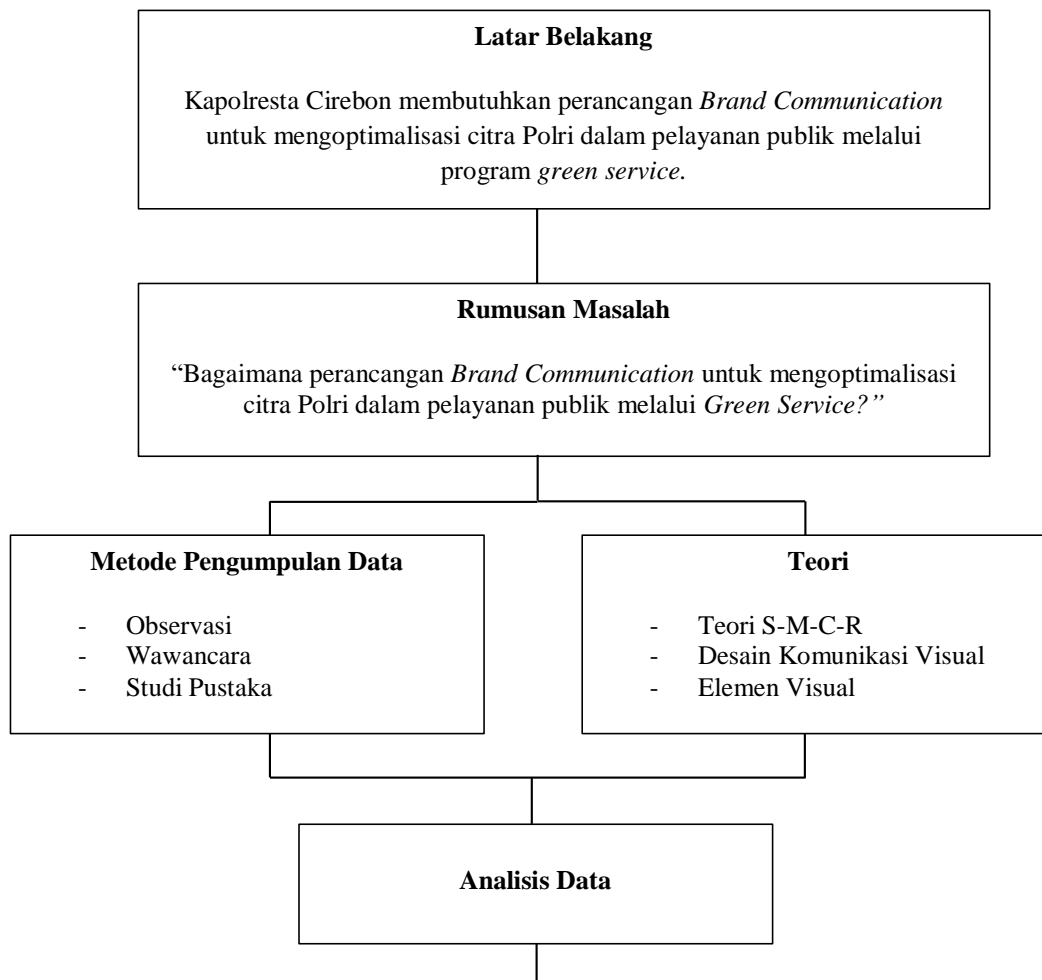 Latar Belakang
Kapolresta Cirebon membutuhkan perancangan Brand Communication
untuk mengoptimalisasi citra Polri dalam pelayanan publik melalui
program green service.
Rumusan Masalah
“Bagaimana perancangan Brand Communication untuk mengoptimalisasi
citra Polri dalam pelayanan publik melalui Green Service?”
Metode Pengumpulan Data
- Observasi
- Wawancara
- Studi Pustaka
Teori
- Teori S-M-C-R
- Desain Komunikasi Visual
- Elemen Visual
Analisis Data